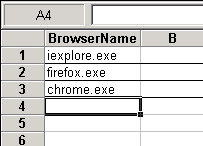 A4
BrowserName B
1 iexplore.exe
2 firefox.exe
3 chrome.exe
4
5
6